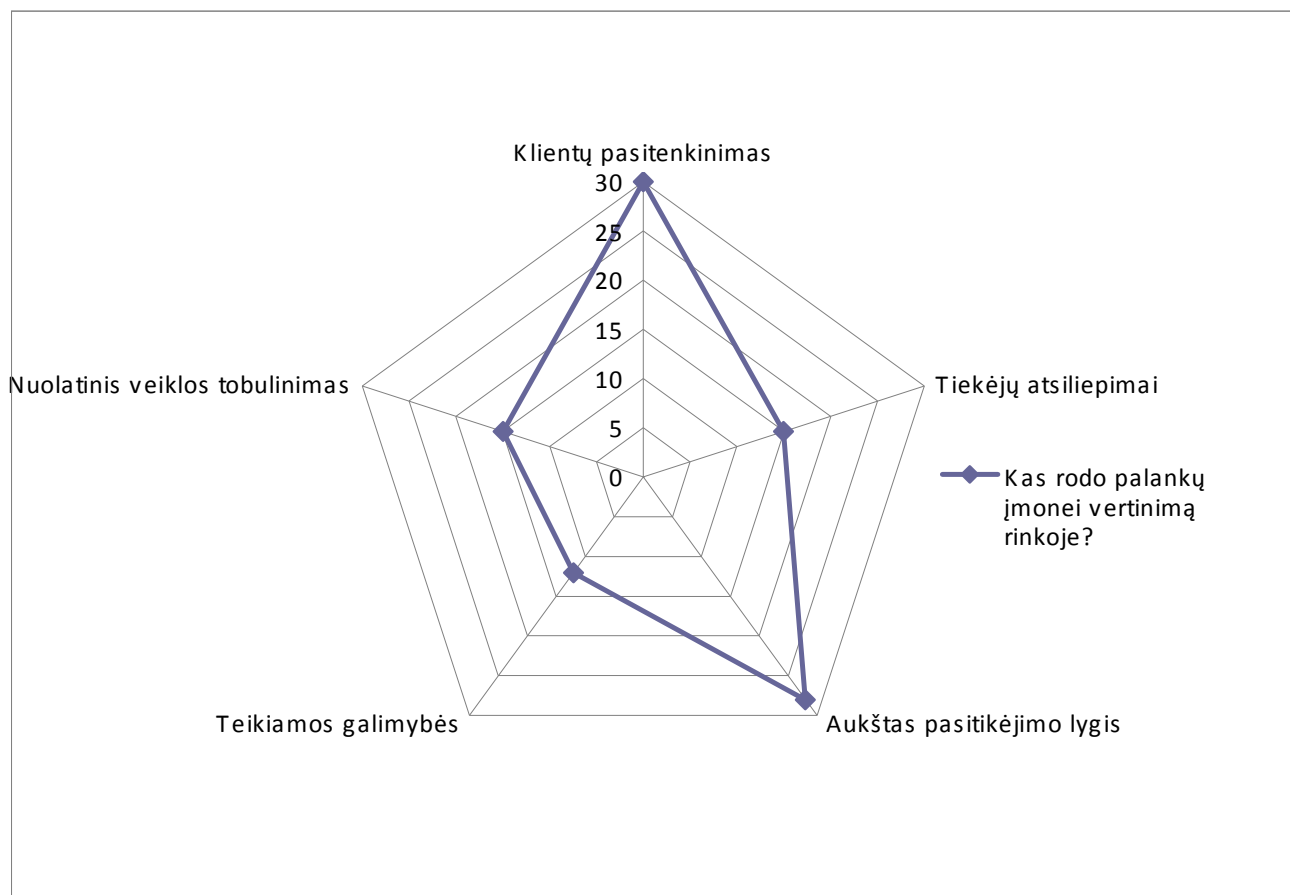 Klientų pasitenkinimas
30
25
20
15
10
5
0
Nuolatinis veiklos tobulinimas
Tiekėjų atsiliepimai
Kas rodo palankų
įmonei vertinimą
rinkoje?
Teikiamos galimybės
Aukštas pasitikėjimo lygis